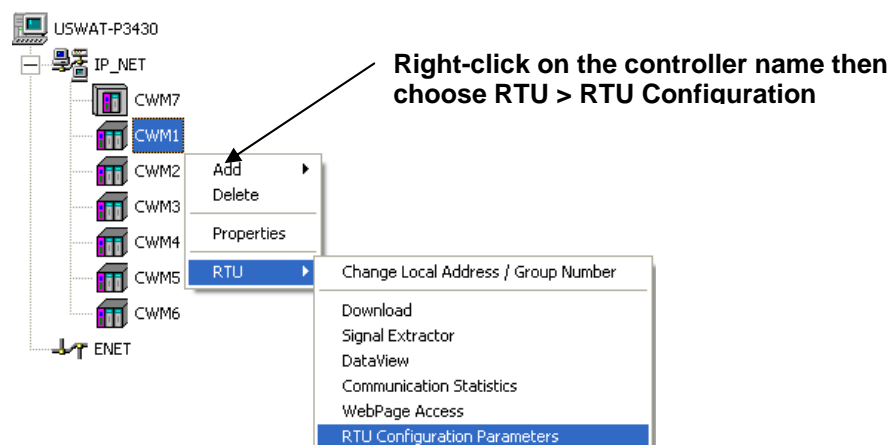 USWAT-P3430
IP_NET
Right-click on the controller name then
choose RTU > RTU Configuration
CWM7
CWM1
CWM2
CWM3
CWM4
CWM5
CWM6
ENET
Add
Delete
Properties
RTU
Change Local Address / Group Number
Download
Signal Extractor
DataView
Communication Statistics
WebPage Access
RTU Configuration Parameters